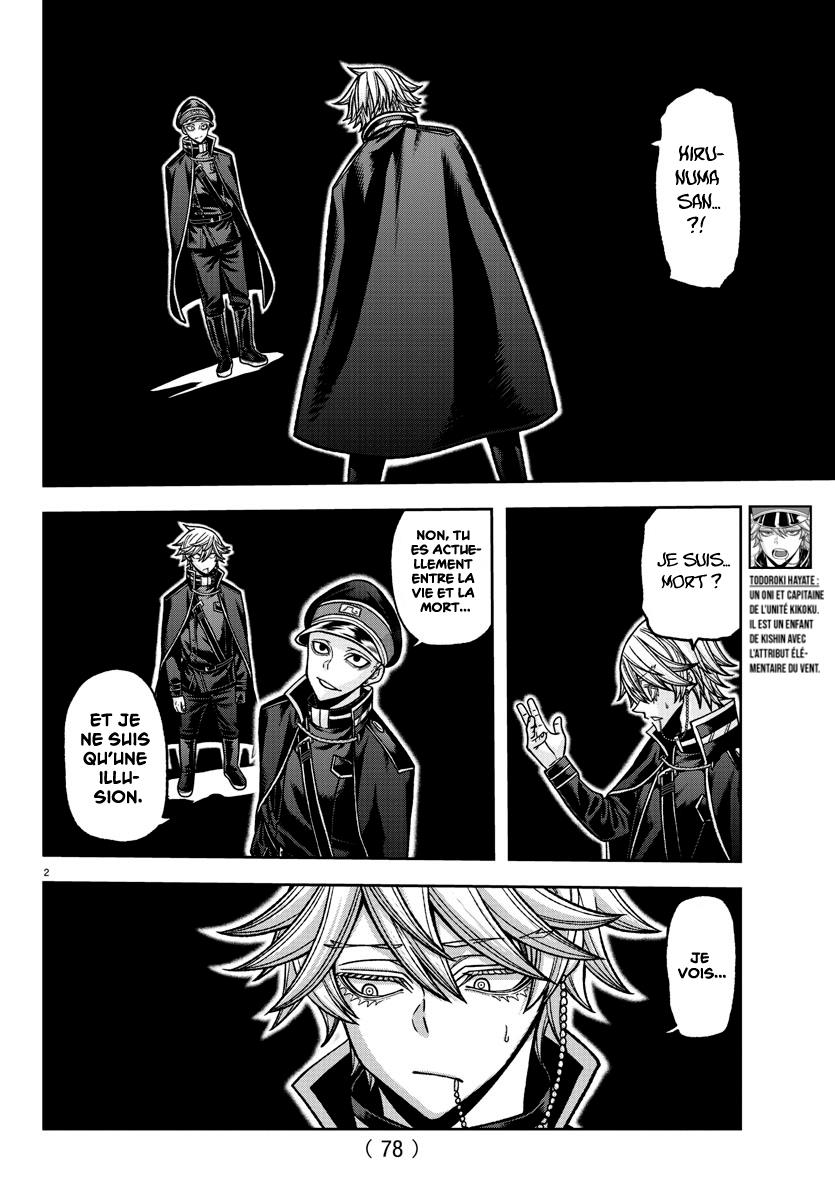 HIRU-
NUMA
SAN...
?!
JE SUIS...
MORT ?
TODOROKI HAYATE :
UN ONI ET CAPITAINE
DE L'UNITÉ KIKOKU.
IL EST UN ENFANT
DE KISHIN AVEC
L'ATTRIBUT ÉLÉ-
MENTAIRE DU VENT.
NON, TU
ES ACTUE-
LLEMENT
ENTRE LA
VIE ET LA
MORT...
ET JE
NE SUIS
QU'UNE
ILLU-
SION.
2
JE
VOIS...
( 78 )